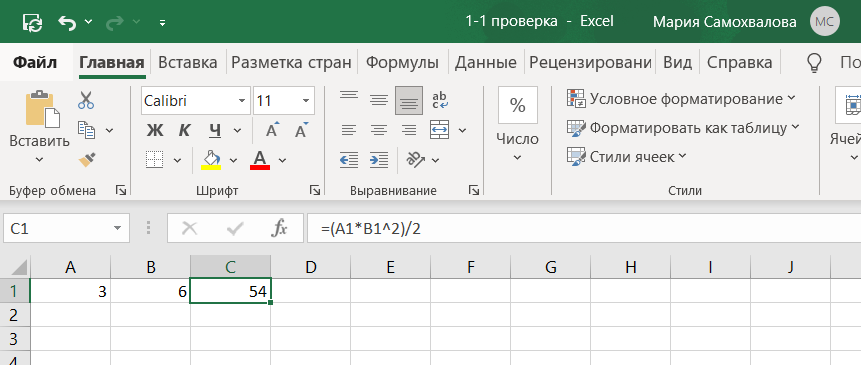 1-1 проверка - Excel
Мария Самохвалова
МС
Файл Главная Вставка Разметка стран Формулы Данные Рецензировани Вид Справка По
Вставить
Буфер обмена
Calibri 11
Ж К Ч A A
A
Шрифт
ab
c
ab
Выравнивание
%
Число
Условное форматирование
Форматировать как таблицу
Стили ячеек
Стили
Ячей
C1 fx =(A1*B1^2)/2
A B C D E F G H I J
1 3 6 54
2
3
4